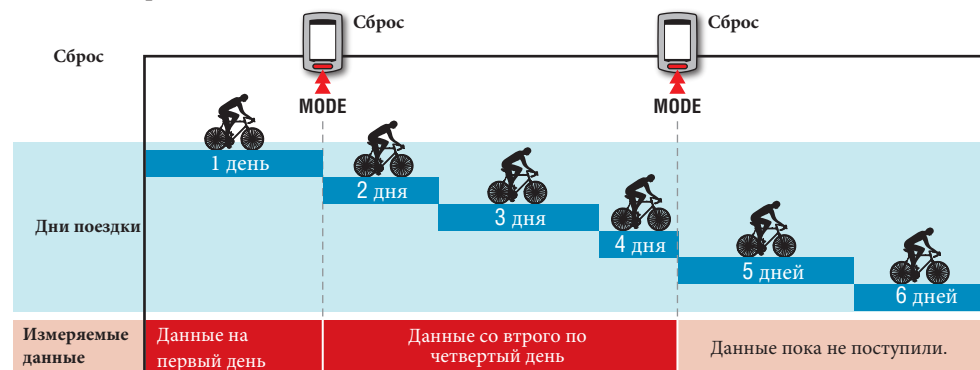 Сброс
Сброс
Сброс
MODE
MODE
1 день
2 дня
3 дня
4 дня
5 дней
6 дней
Дни поездки
Измеряемые
данные
Данные на
первый день
Данные со втрого по
четвертый день
Данные пока не поступили.